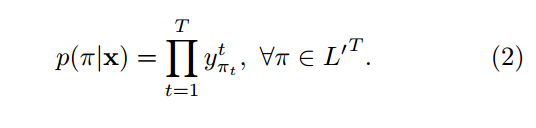 p(π|x) = ∏_{t=1}^{T} y^t_{π_t}, ∀π ∈ L′^T. (2)